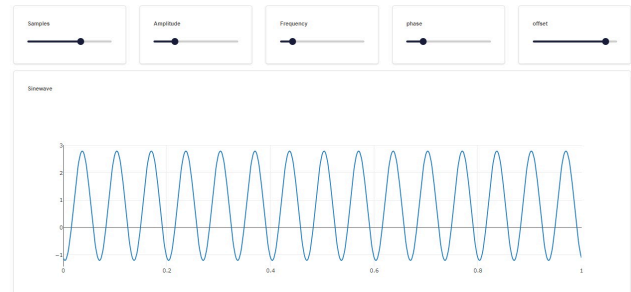 Samples
Amplitude
Frequency
phase
offset
Sinewave
3
2
1
0
−1
0
0.2
0.4
0.6
0.8
1